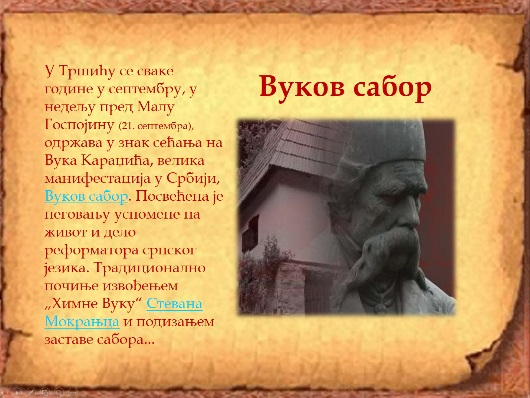 Вуков сабор
У Тршићу се сваке
године у септембру, у
недељу пред Малу
Госпојину (21. септембра),
одржава у знак сећања на
Вука Караџића, велика
манифестација у Србији,
Вуков сабор. Посвећена је
неговању успомене на
живот и дело
реформатора српског
језика. Традиционално
почиње извођењем
„Химне Вуку“ Стевана
Мокрањца и подизањем
заставе сабора...